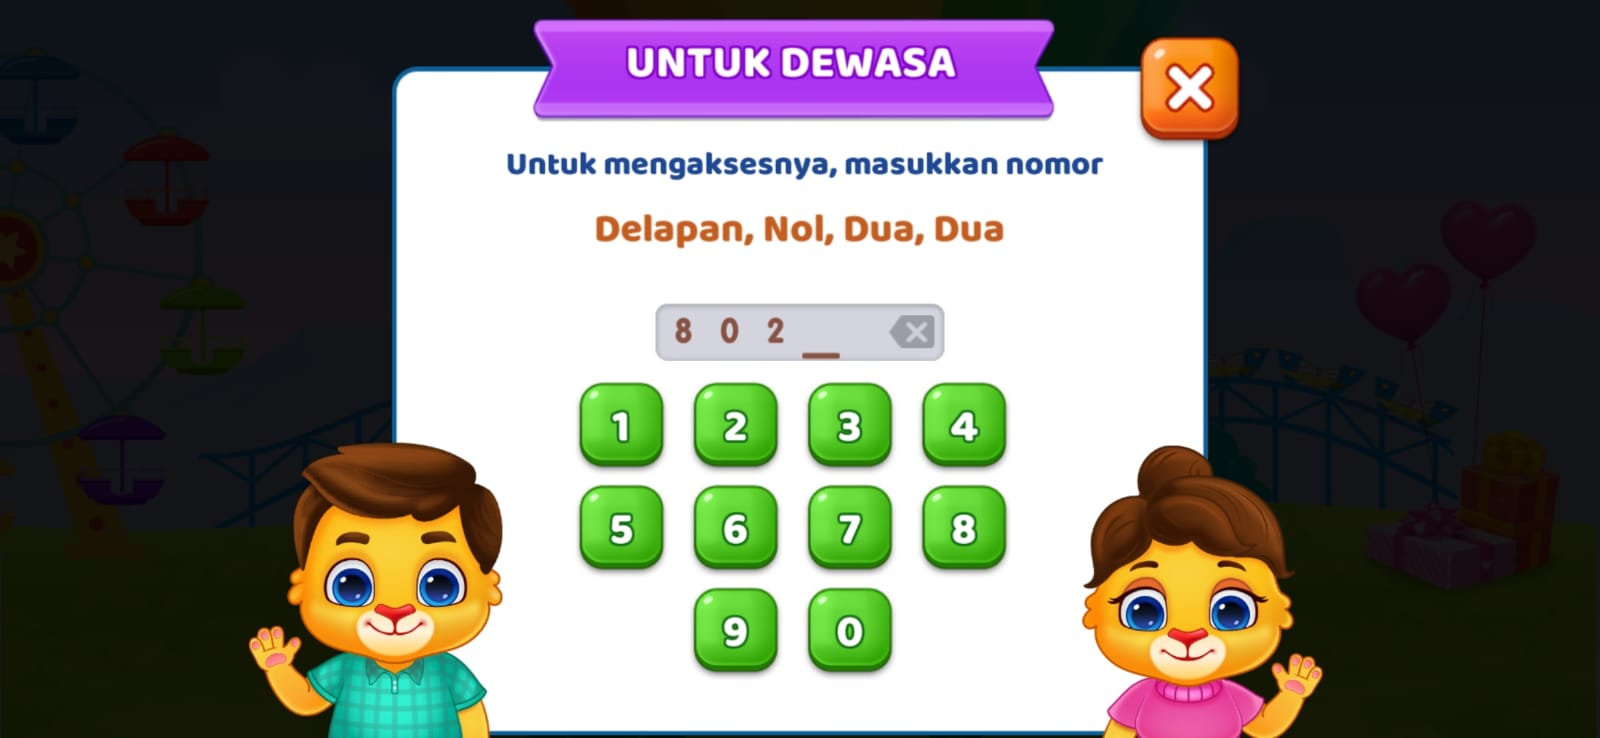 UNTUK DEWASA
Untuk mengaksesnya, masukkan nomor
Delapan, Nol, Dua, Dua
8 0 2 _
1 2 3 4
5 6 7 8
9 0